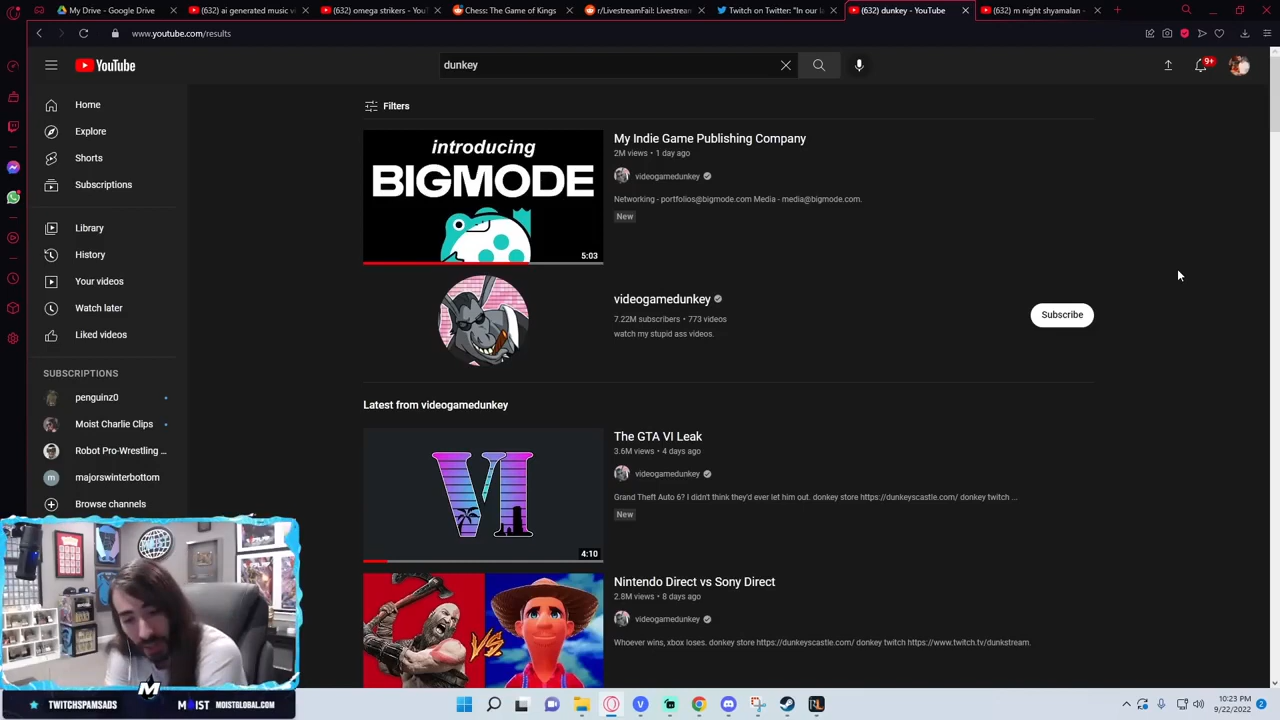 My Drive - Google Drive
(632) ai generated music vi
(632) omega strikers - YouT
Chess: The Game of Kings
r/LivestreamFail: Livestream
Twitch on Twitter: "In our la
(632) dunkey - YouTube
(632) m night shyamalan -
www.youtube.com/results
YouTube
dunkey
9+
Home
Explore
Shorts
Subscriptions
Library
History
Your videos
Watch later
Liked videos
SUBSCRIPTIONS
penguinz0
Moist Charlie Clips
Robot Pro-Wrestling ...
m majorswinterbottom
Browse channels
Filters
introducing
BIGMODE
5:03
My Indie Game Publishing Company
2M views • 1 day ago
videogamedunkey
Networking - portfolios@bigmode.com Media - media@bigmode.com.
New
videogamedunkey
7.22M subscribers • 773 videos
watch my stupid ass videos.
Subscribe
Latest from videogamedunkey
VI
4:10
The GTA VI Leak
3.6M views • 4 days ago
videogamedunkey
Grand Theft Auto 6? I didn't think they'd ever let him out. donkey store https://dunkeyscastle.com/ donkey twitch ...
New
VS
Nintendo Direct vs Sony Direct
2.8M views • 8 days ago
videogamedunkey
Whoever wins, xbox loses. donkey store https://dunkeyscastle.com/ donkey twitch https://www.twitch.tv/dunkstream.
M
TWITCHSPAMSADS
MOIST MOISTGLOBAL.COM
10:23 PM
9/22/2022
2